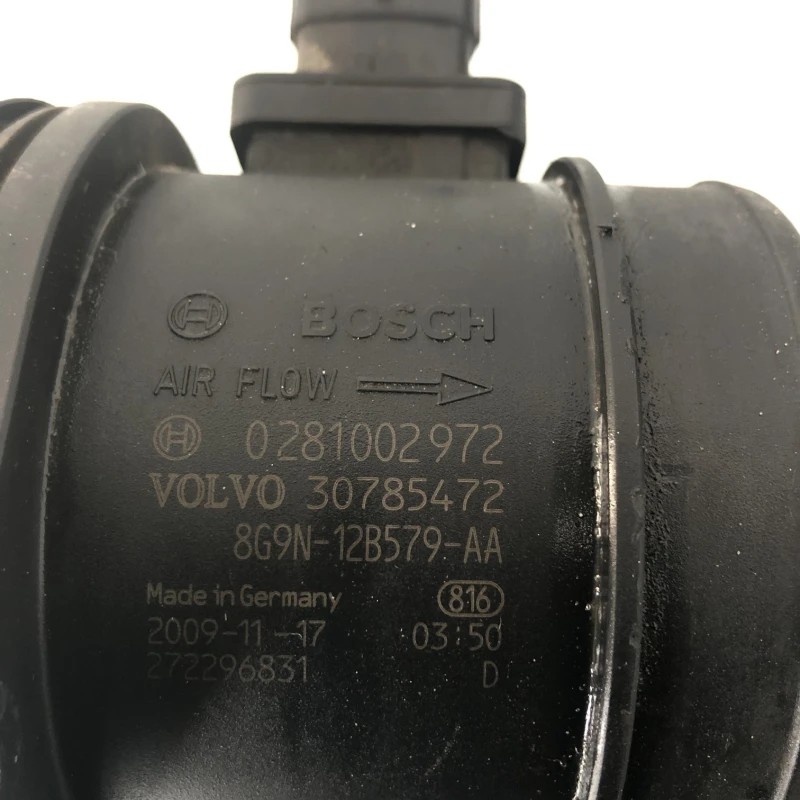 BOSCH
AIR FLOW
0281002972
VOLVO 30785472
8G9N-12B579-AA
Made in Germany 816
2009-11-17 03:50
272296831 D